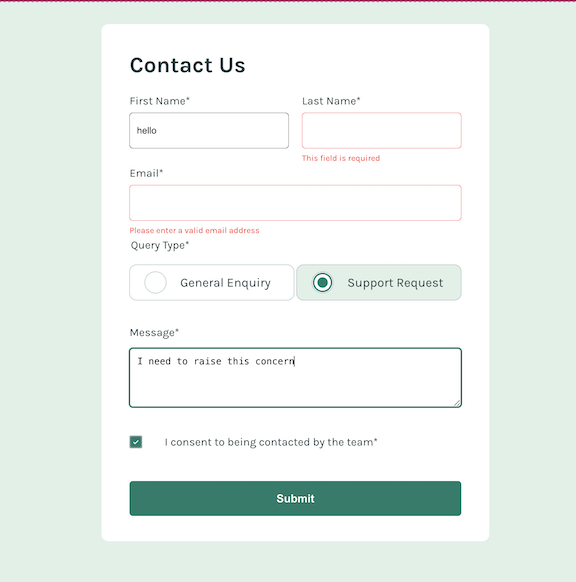 Contact Us
First Name* Last Name*
hello
This field is required
Email*
Please enter a valid email address
Query Type*
General Enquiry Support Request
Message*
I need to raise this concern
I consent to being contacted by the team*
Submit